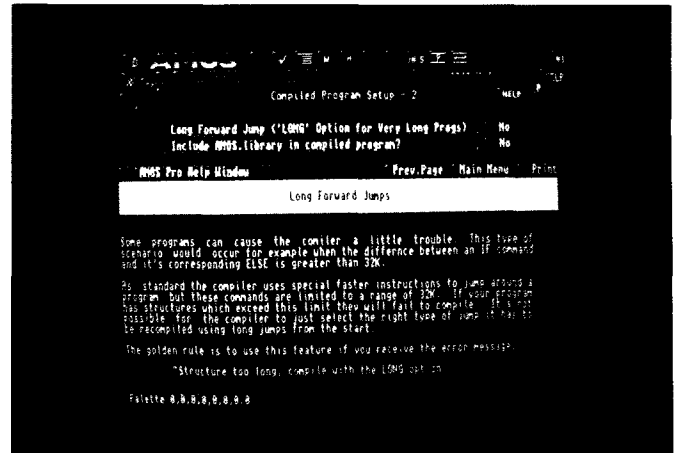 AMOS
Compiled Program Setup - 2
HELP
Long Forward Jump ('LONG' Option for Very Long Progs) No
Include AMOS.library in compiled program? No
AMOS Pro Help Window Prev.Page Main Menu Print
Long Forward Jumps
Some programs can cause the comiler a little trouble. This type of
scenario would occur for example when the differnce between an IF command
and it's corresponding ELSE is greater than 32K.
As standard the compiler uses special faster instructions to jump around a
program but these commands are limited to a range of 32K. If your program
has structures which exceed this limit they will fail to compile. It's not
possible for the compiler to just select the right type of jump it has to
be recompiled using long jumps from the start.
The golden rule is to use this feature if you receive the error message.
"Structure too long, compile with the LONG option
Palette 0,0,0,0,0,0,0,0